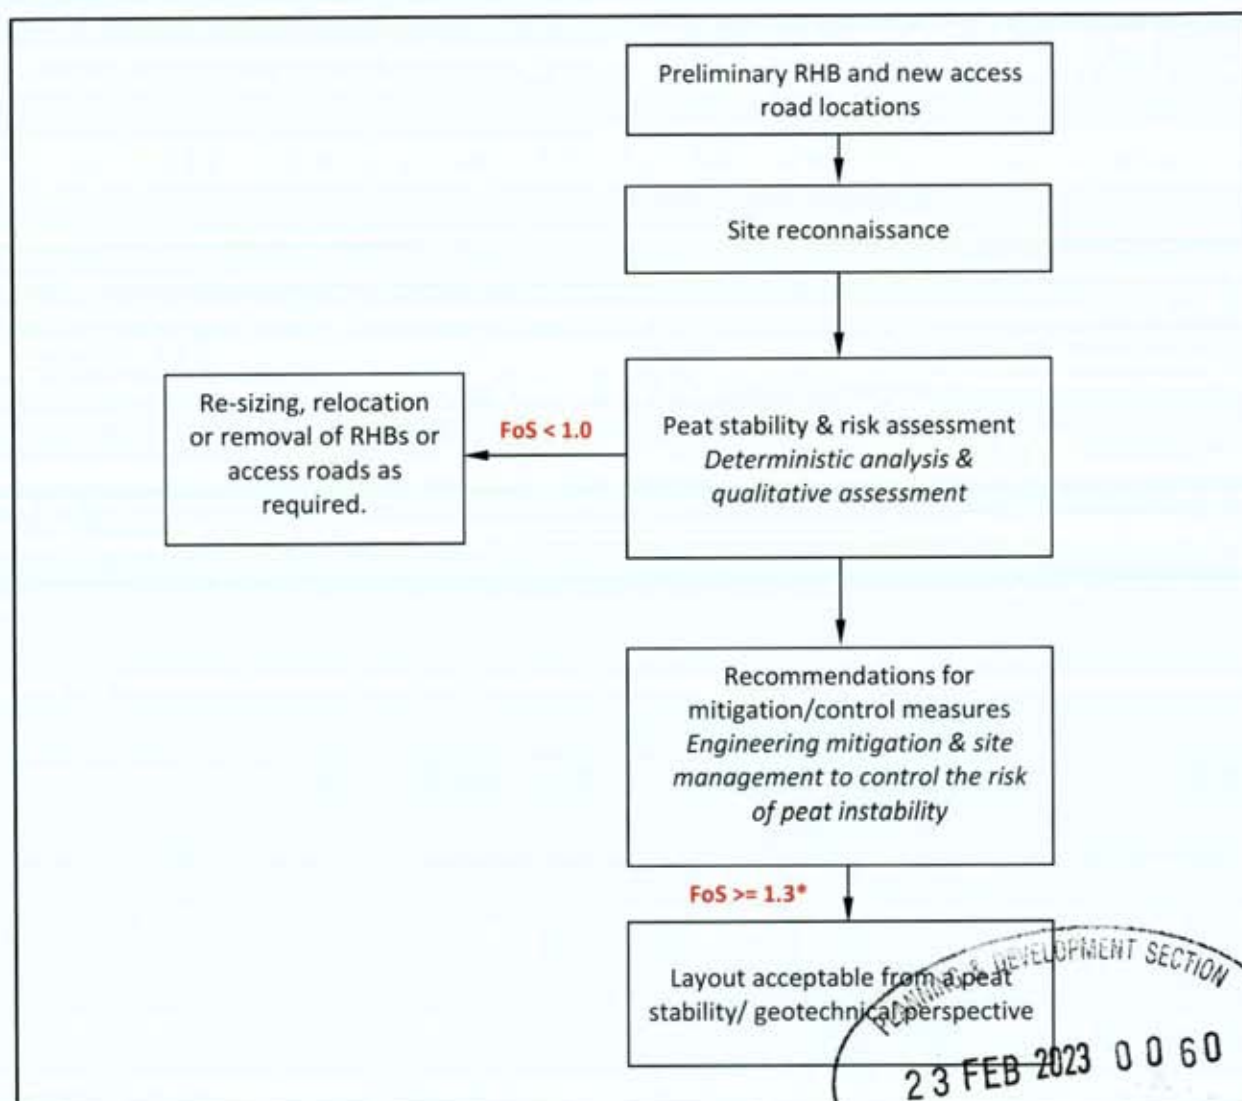 Preliminary RHB and new access
road locations
Site reconnaissance
Re-sizing, relocation
or removal of RHBs or
access roads as
required.
FoS < 1.0
Peat stability & risk assessment
Deterministic analysis &
qualitative assessment
Recommendations for
mitigation/control measures
Engineering mitigation & site
management to control the risk
of peat instability
FoS >= 1.3*
Layout acceptable from a peat
stability/ geotechnical perspective
PLANNING & DEVELOPMENT SECTION
23 FEB 2023 0060